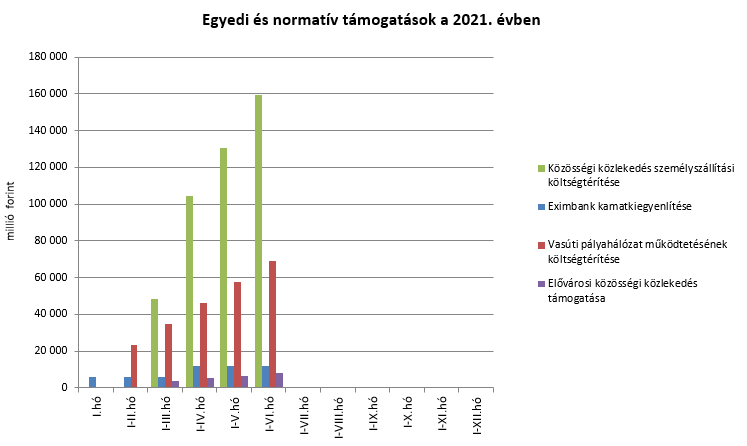 Egyedi és normatív támogatások a 2021. évben
millió forint
180 000
160 000
140 000
120 000
100 000
80 000
60 000
40 000
20 000
0
I.hó
I-II.hó
I-III.hó
I-IV.hó
I-V.hó
I-VI.hó
I-VII.hó
I-VIII.hó
I-IX.hó
I-X.hó
I-XI.hó
I-XII.hó
Közösségi közlekedés személyszállítási
költségtérítése
Eximbank kamatkiegyenlítése
Vasúti pályahálózat működtetésének
költségtérítése
Elővárosi közösségi közlekedés
támogatása